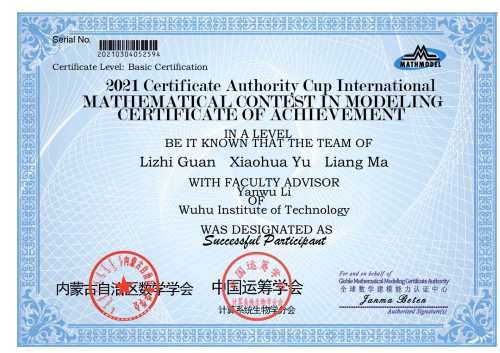 Serial No.
20210304052594
MATHMODEL
Certificate Level: Basic Certification
2021 Certificate Authority Cup International
MATHEMATICAL CONTEST IN MODELING
CERTIFICATE OF ACHIEVEMENT
IN A LEVEL
BE IT KNOWN THAT THE TEAM OF
Lizhi Guan Xiaohua Yu Liang Ma
WITH FACULTY ADVISOR
Yanwu Li
OF
Wuhu Institute of Technology
WAS DESIGNATED AS
Successful Participant
内蒙古自治区数学学会
中国运筹学会
计算系统生物学分会
For and on behalf of
Globle Mathematical Modeling Certificate Authority
全球数学建模能力认证中心
Janma Boten
Authorized Signature(s)